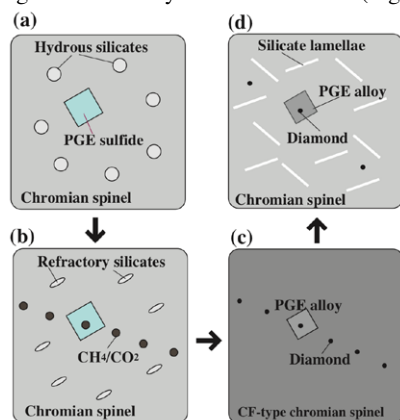 (a)
Hydrous silicates
PGE sulfide
Chromian spinel
(b)
Refractory silicates
CH4/CO2
Chromian spinel
(c)
PGE alloy
Diamond
CF-type chromian spinel
(d)
Silicate lamellae
PGE alloy
Diamond
Chromian spinel